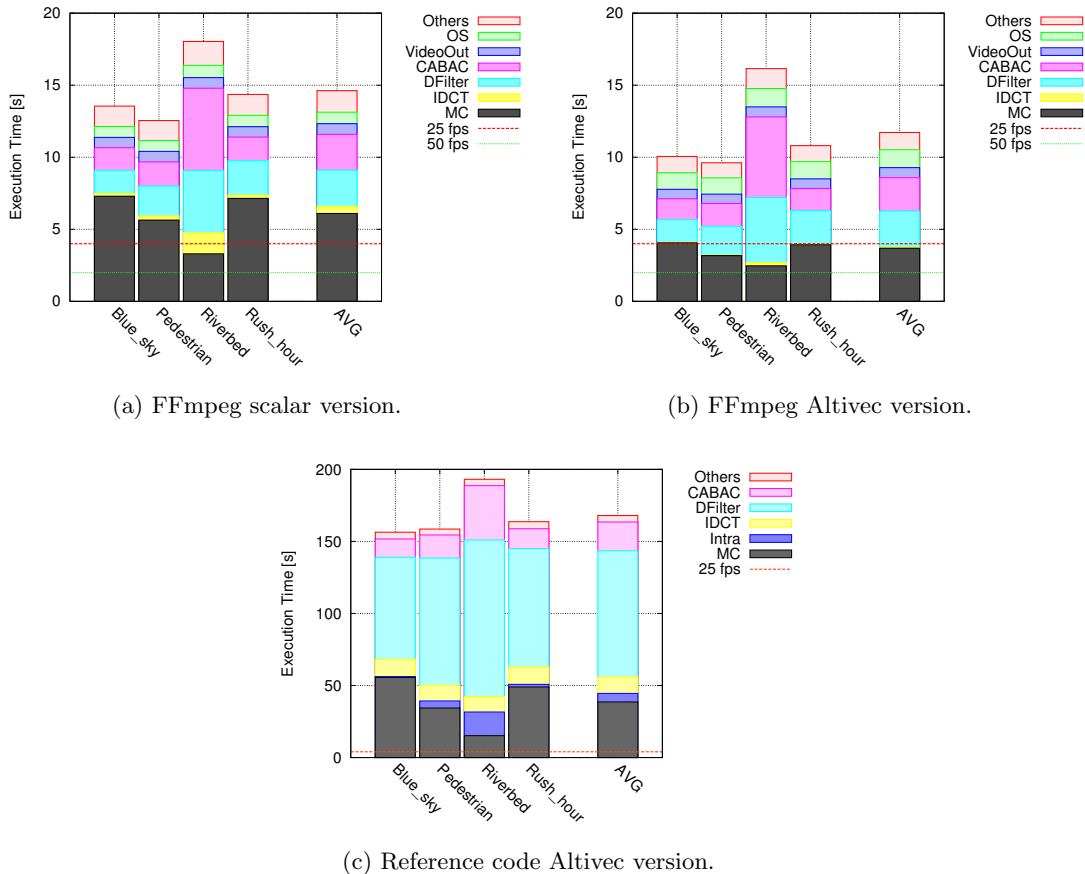 20
15
10
5
0
Execution Time [s]
Blue_sky
Pedestrian
Riverbed
Rush_hour
AVG
Others
OS
VideoOut
CABAC
DFilter
IDCT
MC
25 fps
50 fps
(a) FFmpeg scalar version.
20
15
10
5
0
Execution Time [s]
Blue_sky
Pedestrian
Riverbed
Rush_hour
AVG
Others
OS
VideoOut
CABAC
DFilter
IDCT
MC
25 fps
50 fps
(b) FFmpeg Altivec version.
200
150
100
50
0
Execution Time [s]
Blue_sky
Pedestrian
Riverbed
Rush_hour
AVG
Others
CABAC
DFilter
IDCT
Intra
MC
25 fps
(c) Reference code Altivec version.